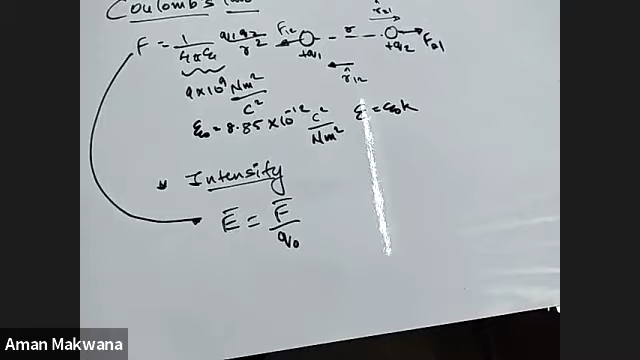 Coulomb's law
F = 1/4πε q1q2/r² F12 +q1 r +q2 F21 r̂21
r̂12
9×10⁹ Nm²/C²
ε0 = 8.85×10⁻¹² C²/Nm² ε = ε0k
Intensity
E = F/q0
Aman Makwana